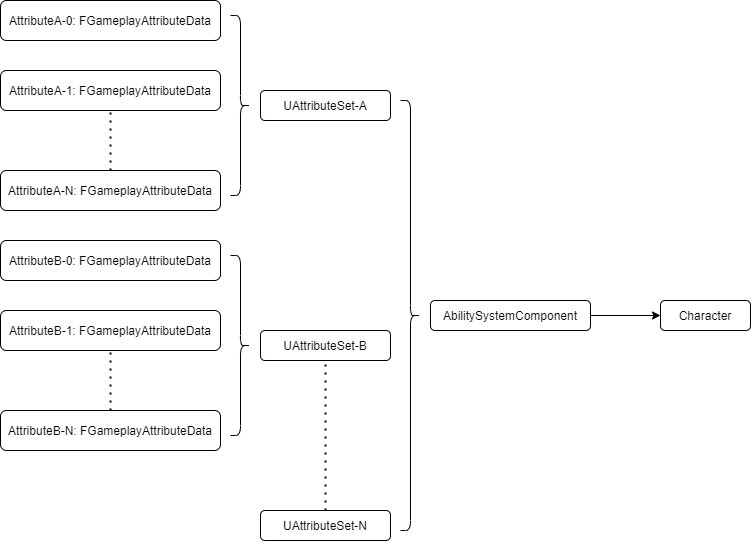 AttributeA-0: FGameplayAttributeData
AttributeA-1: FGameplayAttributeData
AttributeA-N: FGameplayAttributeData
UAttributeSet-A
AttributeB-0: FGameplayAttributeData
AttributeB-1: FGameplayAttributeData
AttributeB-N: FGameplayAttributeData
UAttributeSet-B
UAttributeSet-N
AbilitySystemComponent
Character